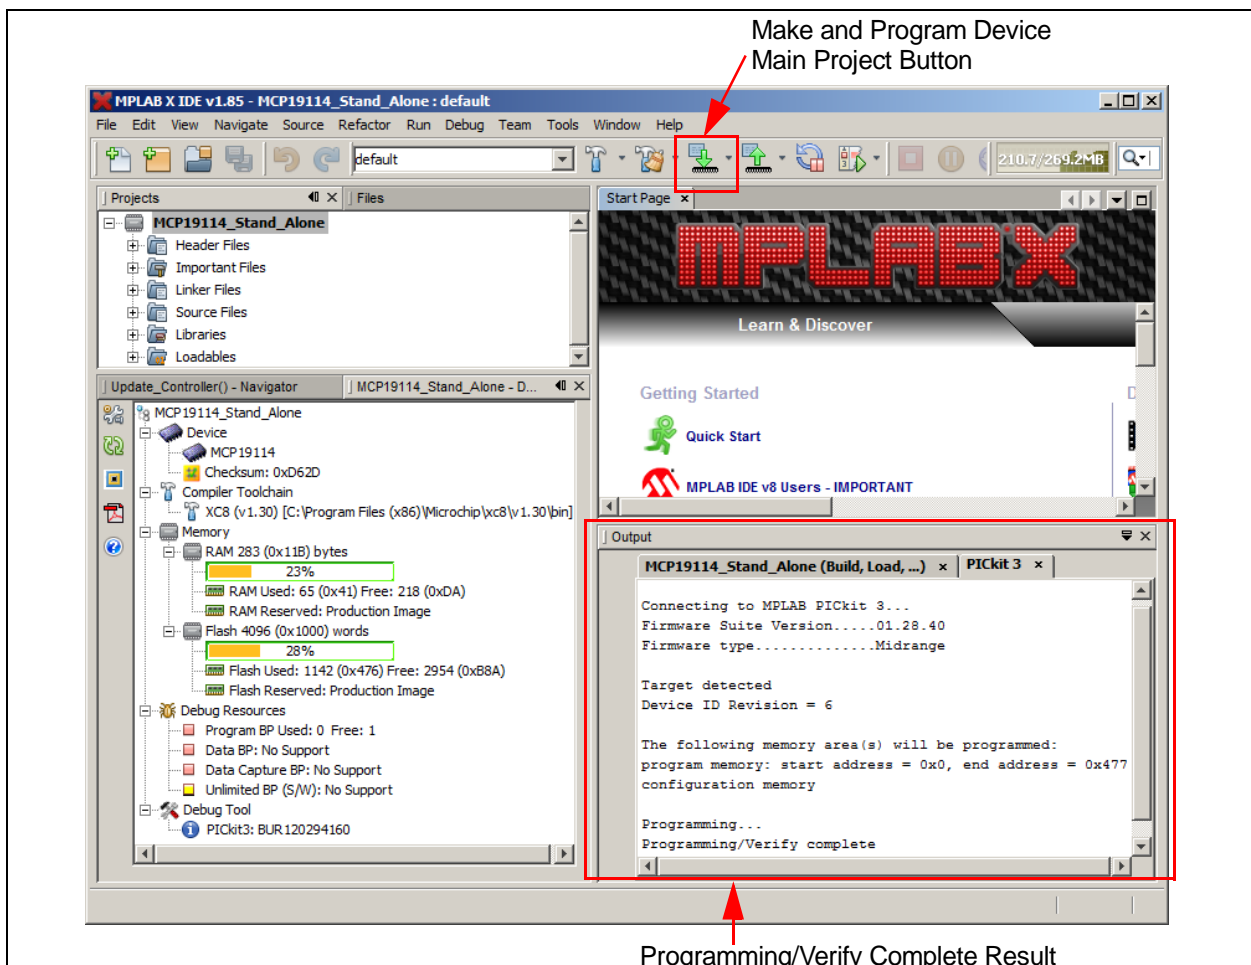 Make and Program Device
Main Project Button
MPLAB X IDE v1.85 - MCP19114_Stand_Alone : default
File Edit View Navigate Source Refactor Run Debug Team Tools Window Help
default
210.7/269.2MB
Projects
Files
MCP19114_Stand_Alone
Header Files
Important Files
Linker Files
Source Files
Libraries
Loadables
Start Page
MPLAB X
Learn & Discover
Getting Started
D
Quick Start
MPLAB IDE v8 Users - IMPORTANT
Update_Controller() - Navigator
MCP19114_Stand_Alone - D...
MCP19114_Stand_Alone
Device
MCP19114
Checksum: 0xD62D
Compiler Toolchain
XC8 (v1.30) [C:\Program Files (x86)\Microchip\xc8\v1.30\bin]
Memory
RAM 283 (0x11B) bytes
23%
RAM Used: 65 (0x41) Free: 218 (0xDA)
RAM Reserved: Production Image
Flash 4096 (0x1000) words
28%
Flash Used: 1142 (0x476) Free: 2954 (0xB8A)
Flash Reserved: Production Image
Debug Resources
Program BP Used: 0 Free: 1
Data BP: No Support
Data Capture BP: No Support
Unlimited BP (S/W): No Support
Debug Tool
PICkit3: BUR120294160
Output
MCP19114_Stand_Alone (Build, Load, ...)
PICkit 3
Connecting to MPLAB PICkit 3...
Firmware Suite Version.....01.28.40
Firmware type..............Midrange
Target detected
Device ID Revision = 6
The following memory area(s) will be programmed:
program memory: start address = 0x0, end address = 0x477
configuration memory
Programming...
Programming/Verify complete
Programming/Verify Complete Result